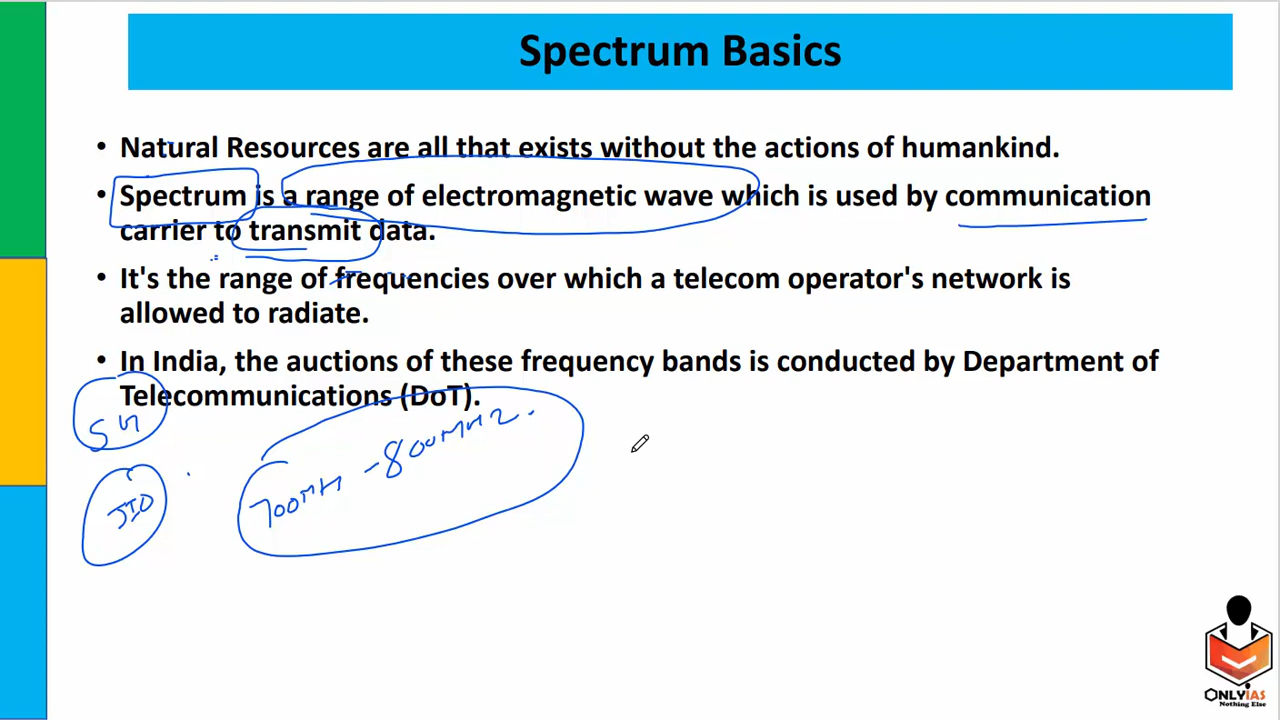 Spectrum Basics
• Natural Resources are all that exists without the actions of humankind.
• Spectrum is a range of electromagnetic wave which is used by communication
carrier to transmit data.
• It's the range of frequencies over which a telecom operator's network is
allowed to radiate.
• In India, the auctions of these frequency bands is conducted by Department of
Telecommunications (DoT).
700MH - 800MHZ.
JIO
ONLYIAS
Nothing Else